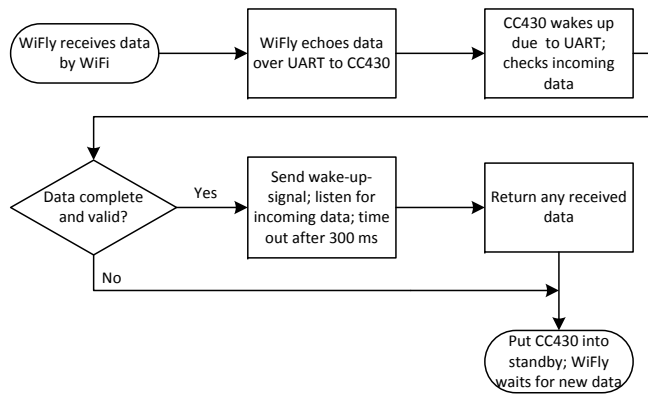 WiFly receives data
by WiFi
WiFly echoes data
over UART to CC430
CC430 wakes up
due to UART;
checks incoming
data
Data complete
and valid?
Yes
Send wake-up-
signal; listen for
incoming data; time
out after 300 ms
Return any received
data
No
Put CC430 into
standby; WiFly
waits for new data